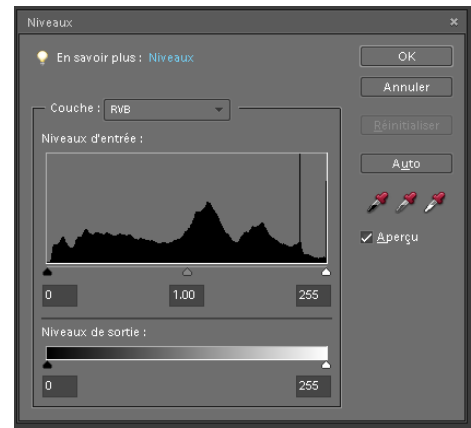 Niveaux
En savoir plus : Niveaux
OK
Annuler
Couche : RVB
Réinitialiser
Niveaux d'entrée :
Auto
Aperçu
0 1.00 255
Niveaux de sortie :
0 255